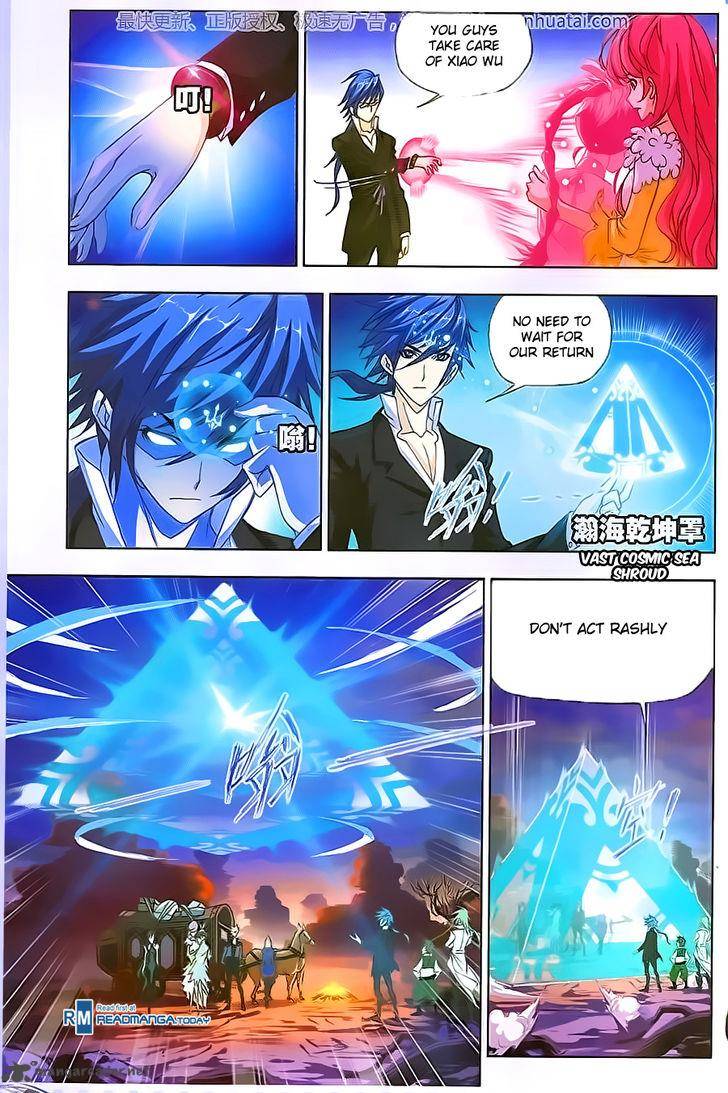 最快更新、正版授权、极速无广告，
nhuatai.com
叮!
YOU GUYS
TAKE CARE
OF XIAO WU
嗡!
NO NEED TO
WAIT FOR
OUR RETURN
嗡!
瀚海乾坤罩
VAST COSMIC SEA
SHROUD
DON'T ACT RASHLY
Read first at
RM READMANGA.TODAY